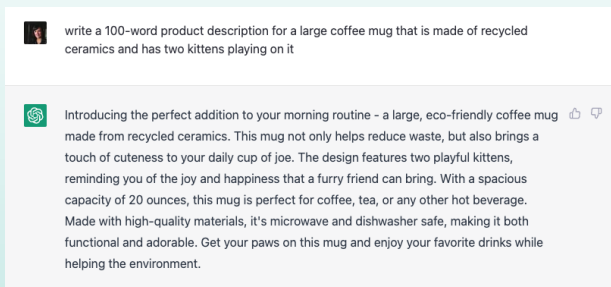 write a 100-word product description for a large coffee mug that is made of recycled
ceramics and has two kittens playing on it
Introducing the perfect addition to your morning routine - a large, eco-friendly coffee mug
made from recycled ceramics. This mug not only helps reduce waste, but also brings a
touch of cuteness to your daily cup of joe. The design features two playful kittens,
reminding you of the joy and happiness that a furry friend can bring. With a spacious
capacity of 20 ounces, this mug is perfect for coffee, tea, or any other hot beverage.
Made with high-quality materials, it's microwave and dishwasher safe, making it both
functional and adorable. Get your paws on this mug and enjoy your favorite drinks while
helping the environment.